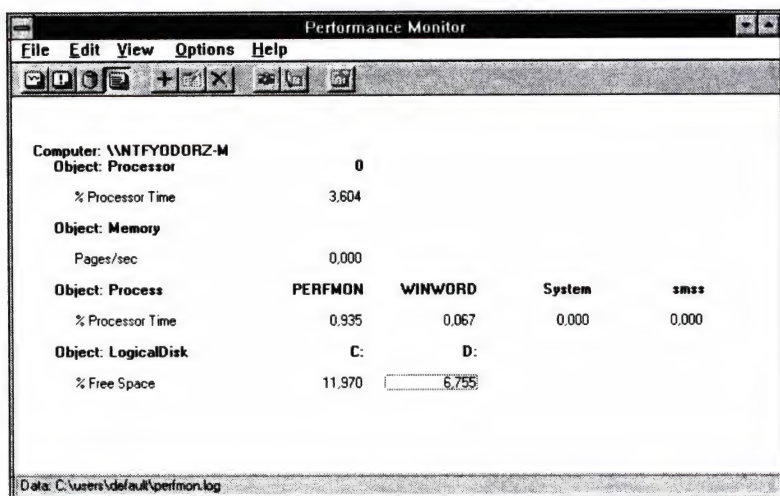 Performance Monitor
File Edit View Options Help
Computer: \\NTFYODORZ-M
Object: Processor 0
% Processor Time 3,604
Object: Memory
Pages/sec 0,000
Object: Process PERFMON WINWORD System smss
% Processor Time 0,935 0,067 0,000 0,000
Object: LogicalDisk C: D:
% Free Space 11,970 6,755
Data: C:\users\default\perfmon.log